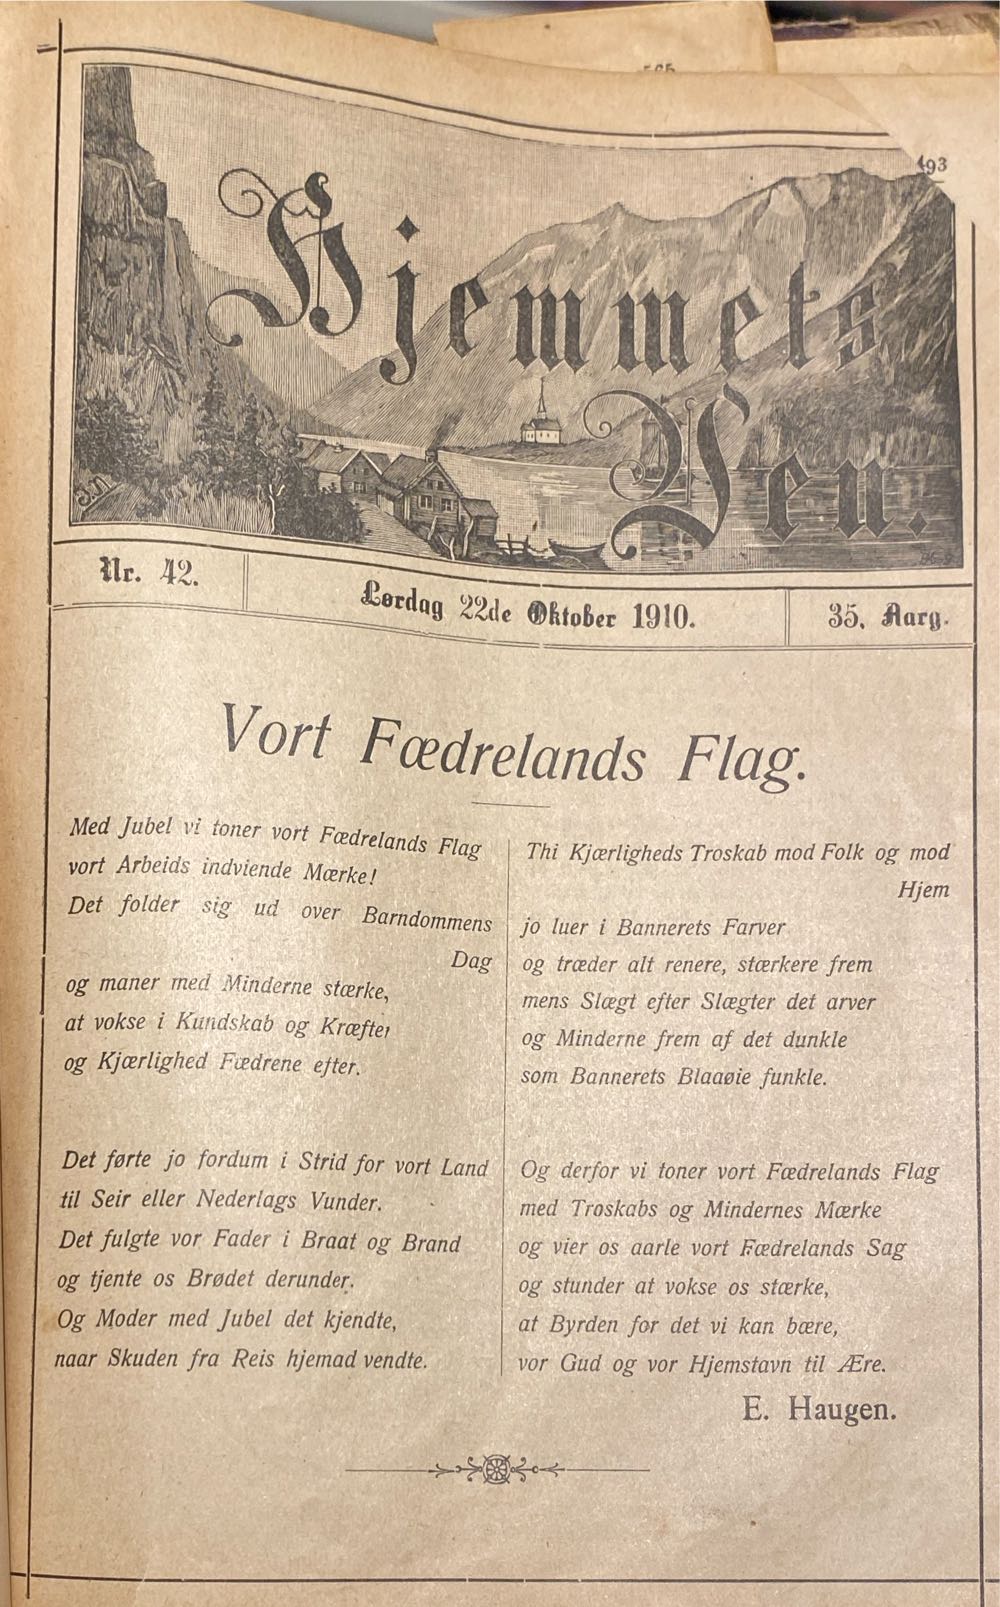 493
Hjemmets
Ven.
Nr. 42.
Lørdag 22de Oktober 1910.
35. Aarg.
Vort Fædrelands Flag.
Med Jubel vi toner vort Fædrelands Flag
vort Arbeids indviende Mærke!
Det folder sig ud over Barndommens
Dag
og maner med Minderne stærke,
at vokse i Kundskab og Kræfter
og Kjærlighed Fædrene efter.
Det førte jo fordum i Strid for vort Land
til Seir eller Nederlags Vunder.
Det fulgte vor Fader i Braat og Brand
og tjente os Brødet derunder.
Og Moder med Jubel det kjendte,
naar Skuden fra Reis hjemad vendte.
Thi Kjærligheds Troskab mod Folk og mod
Hjem
jo luer i Bannerets Farver
og træder alt renere, stærkere frem
mens Slægt efter Slægter det arver
og Minderne frem af det dunkle
som Bannerets Blaaøie funkle.
Og derfor vi toner vort Fædrelands Flag
med Troskabs og Mindernes Mærke
og vier os aarle vort Fædrelands Sag
og stunder at vokse os stærke,
at Byrden for det vi kan bære,
vor Gud og vor Hjemstavn til Ære.
E. Haugen.